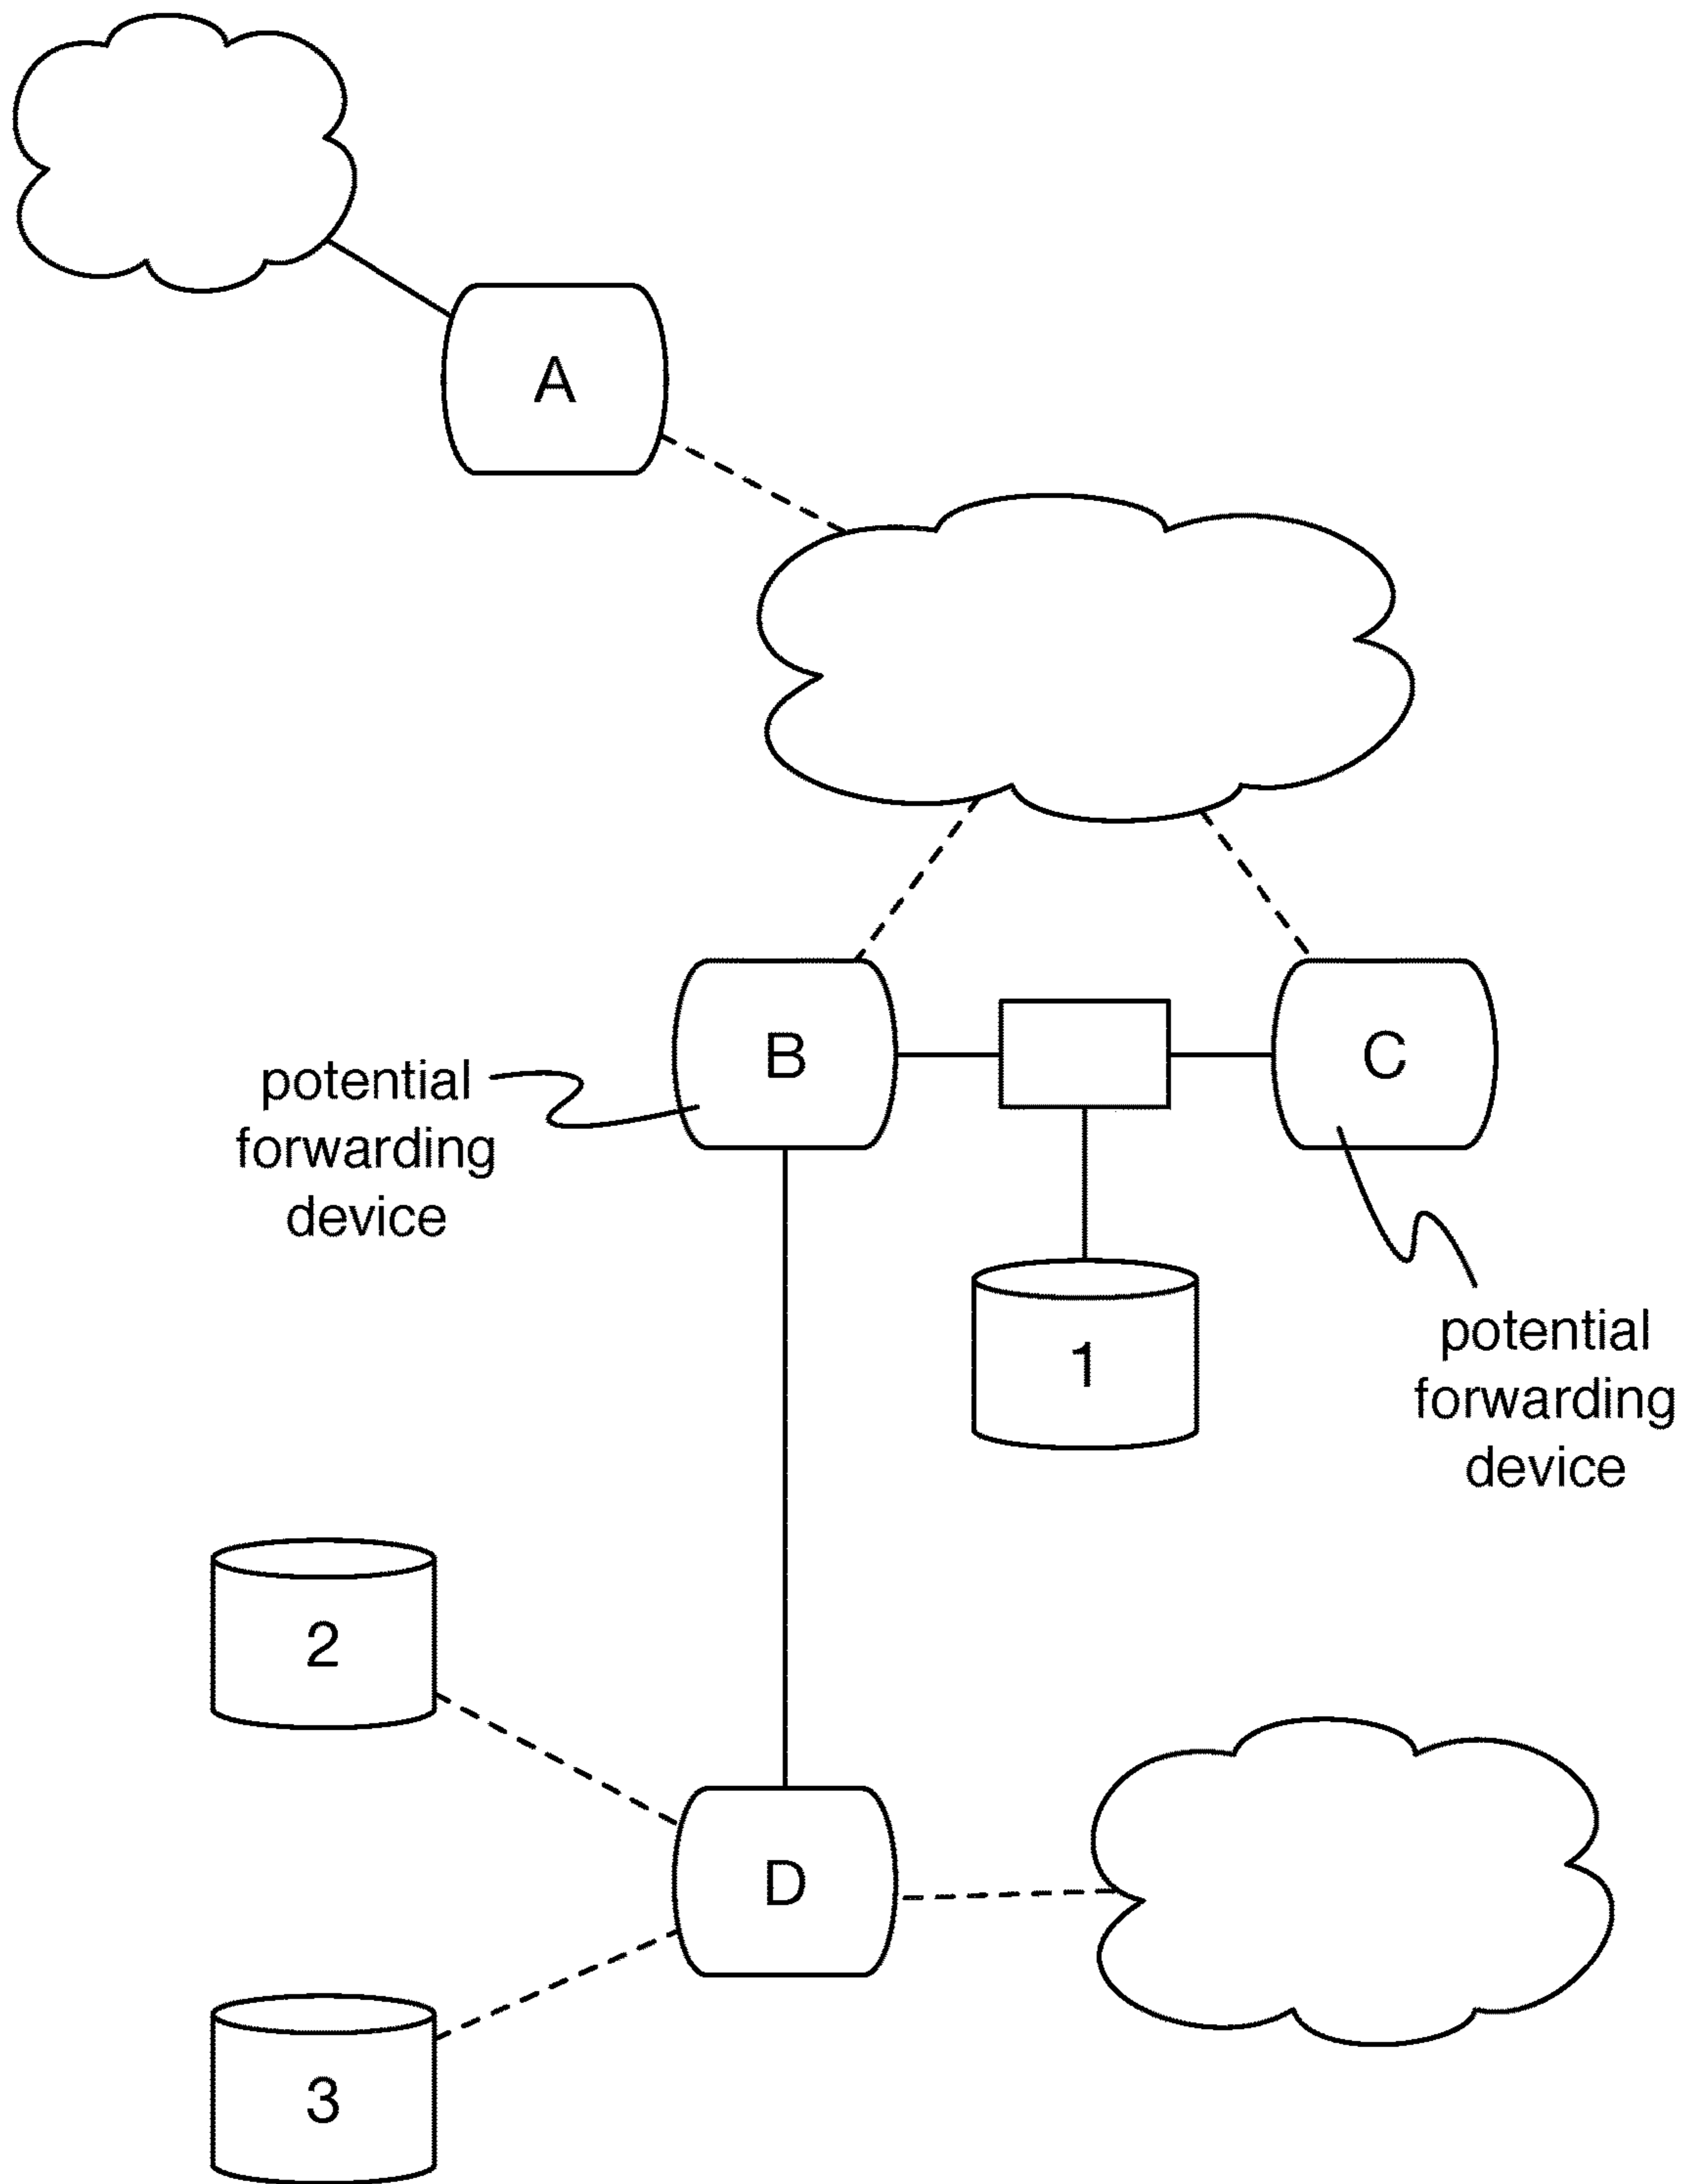 A
B
C
potential
forwarding
device
1
potential
forwarding
device
2
D
3